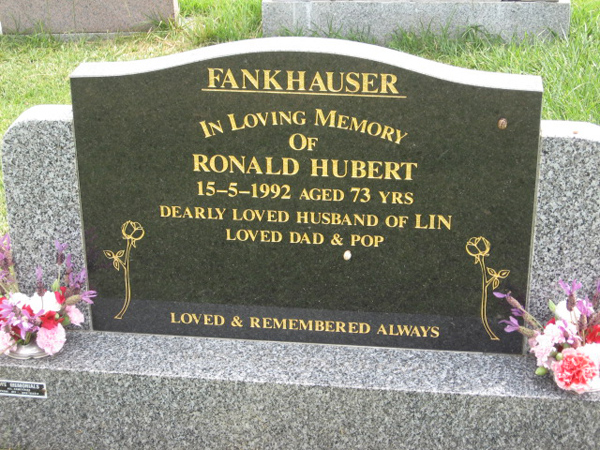 FANKHAUSER
IN LOVING MEMORY
OF
RONALD HUBERT
15-5-1992 AGED 73 YRS
DEARLY LOVED HUSBAND OF LIN
LOVED DAD & POP
LOVED & REMEMBERED ALWAYS
MEMORIALS